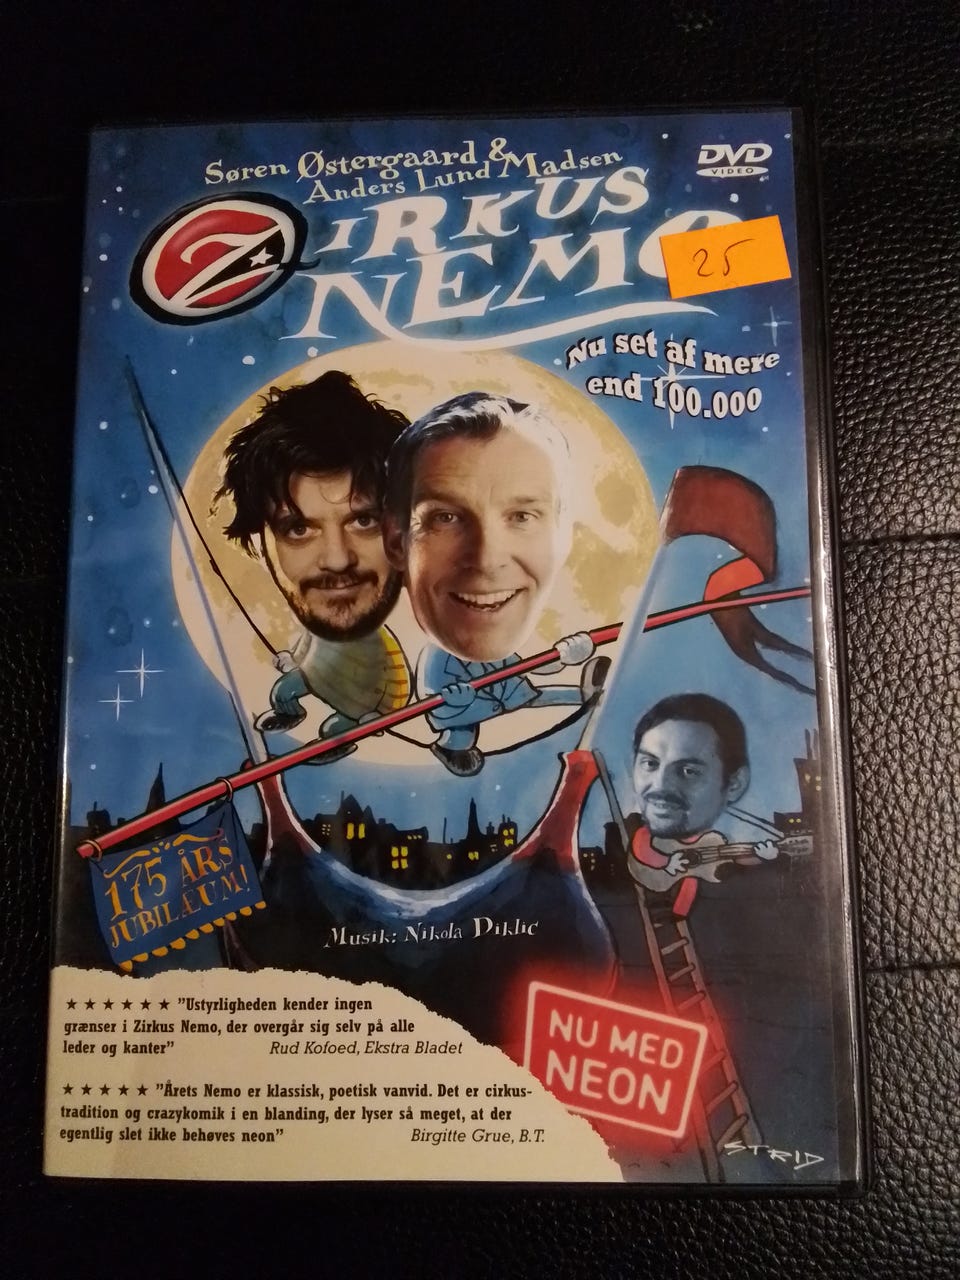 Søren Østergaard &
Anders Lund Madsen
DVD
VIDEO
ZIRKUS
NEMO
25
Nu set af mere
end 100.000
175 ÅRS
JUBILÆUM!
Musik: Nikola Diklic
★★★★★★ "Ustyrligheden kender ingen
grænser i Zirkus Nemo, der overgår sig selv på alle
leder og kanter" Rud Kofoed, Ekstra Bladet
★★★★★ "Årets Nemo er klassisk, poetisk vanvid. Det er cirkus-
tradition og crazykomik i en blanding, der lyser så meget, at der
egentlig slet ikke behøves neon" Birgitte Grue, B.T.
NU MED
NEON
STRID